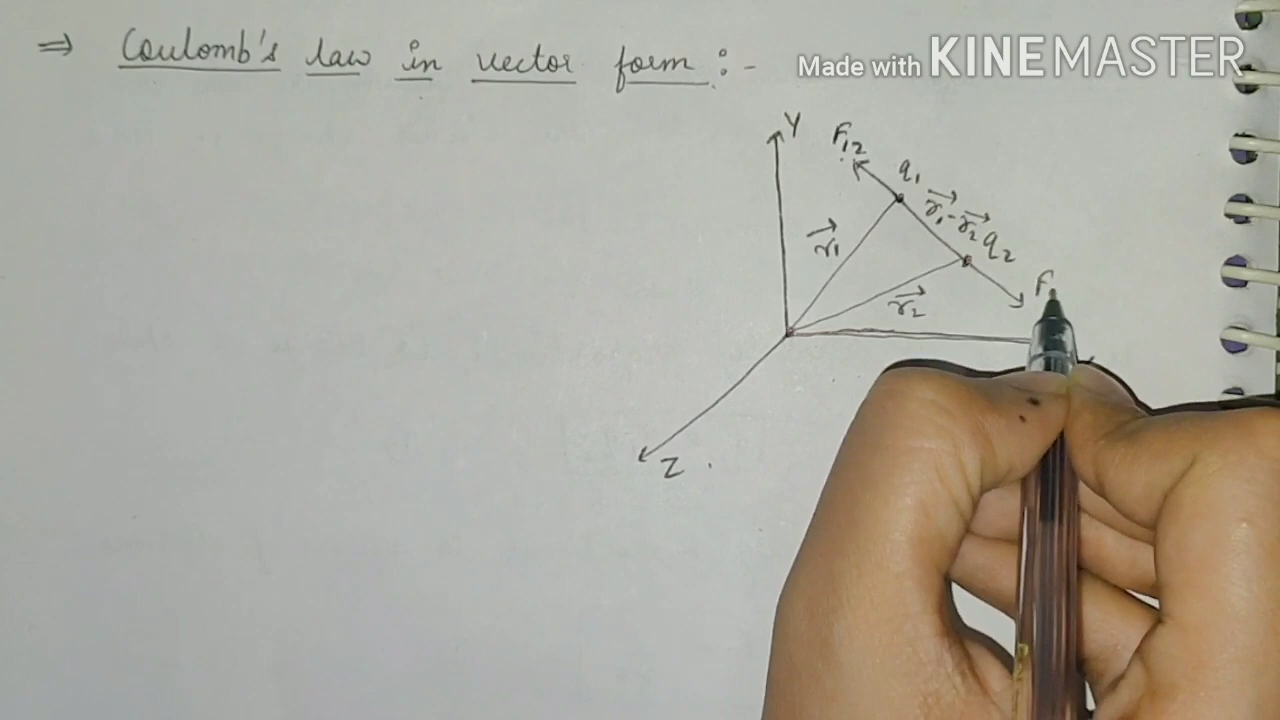 ⇒ Coulomb's law in vector form :-
Made with KINEMASTER
Y
F₁₂
q₁
r₁⃗ - r₂⃗
q₂
r₁⃗
r₂⃗
F
Z